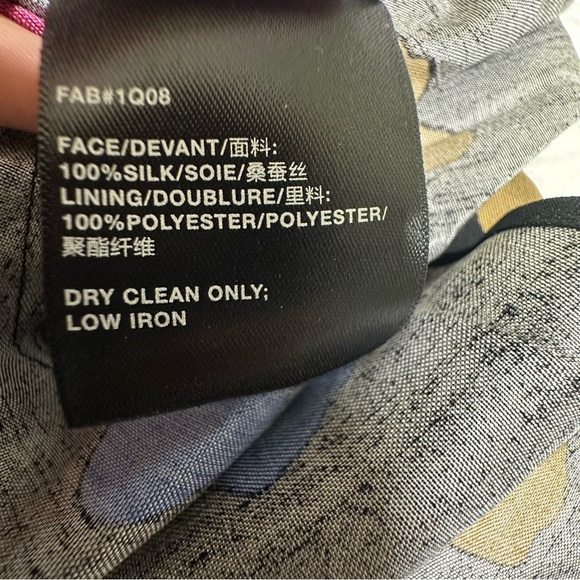 FAB#1Q08
FACE/DEVANT/面料:
100%SILK/SOIE/桑蚕丝
LINING/DOUBLURE/里料:
100%POLYESTER/POLYESTER/
聚酯纤维
DRY CLEAN ONLY;
LOW IRON